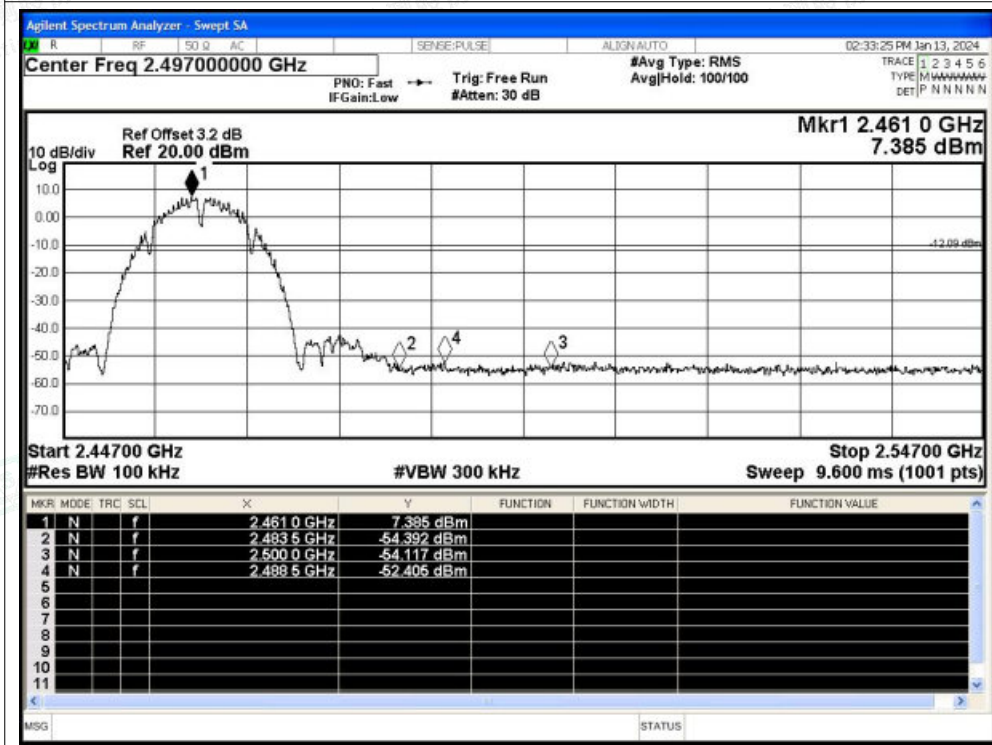 Agilent Spectrum Analyzer - Swept SA
R RF 50 Ω AC SENSE:PULSE ALIGN AUTO 02:33:25 PM Jan 13, 2024
Center Freq 2.497000000 GHz
PNO: Fast
IFGain:Low
Trig: Free Run
#Atten: 30 dB
#Avg Type: RMS
Avg|Hold: 100/100
TRACE 1 2 3 4 5 6
TYPE M
DET P N N N N N
Mkr1 2.461 0 GHz
7.385 dBm
Ref Offset 3.2 dB
10 dB/div Ref 20.00 dBm
Log
1
10.0
0.00
-10.0
-12.09 dBm
-20.0
-30.0
-40.0
2 4 3
-50.0
-60.0
-70.0
Start 2.44700 GHz Stop 2.54700 GHz
#Res BW 100 kHz #VBW 300 kHz Sweep 9.600 ms (1001 pts)
MKR MODE TRC SCL X Y FUNCTION FUNCTION WIDTH FUNCTION VALUE
1 N f 2.461 0 GHz 7.385 dBm
2 N f 2.483 5 GHz -54.392 dBm
3 N f 2.500 0 GHz -54.117 dBm
4 N f 2.488 5 GHz -52.405 dBm
5
6
7
8
9
10
11
MSG STATUS